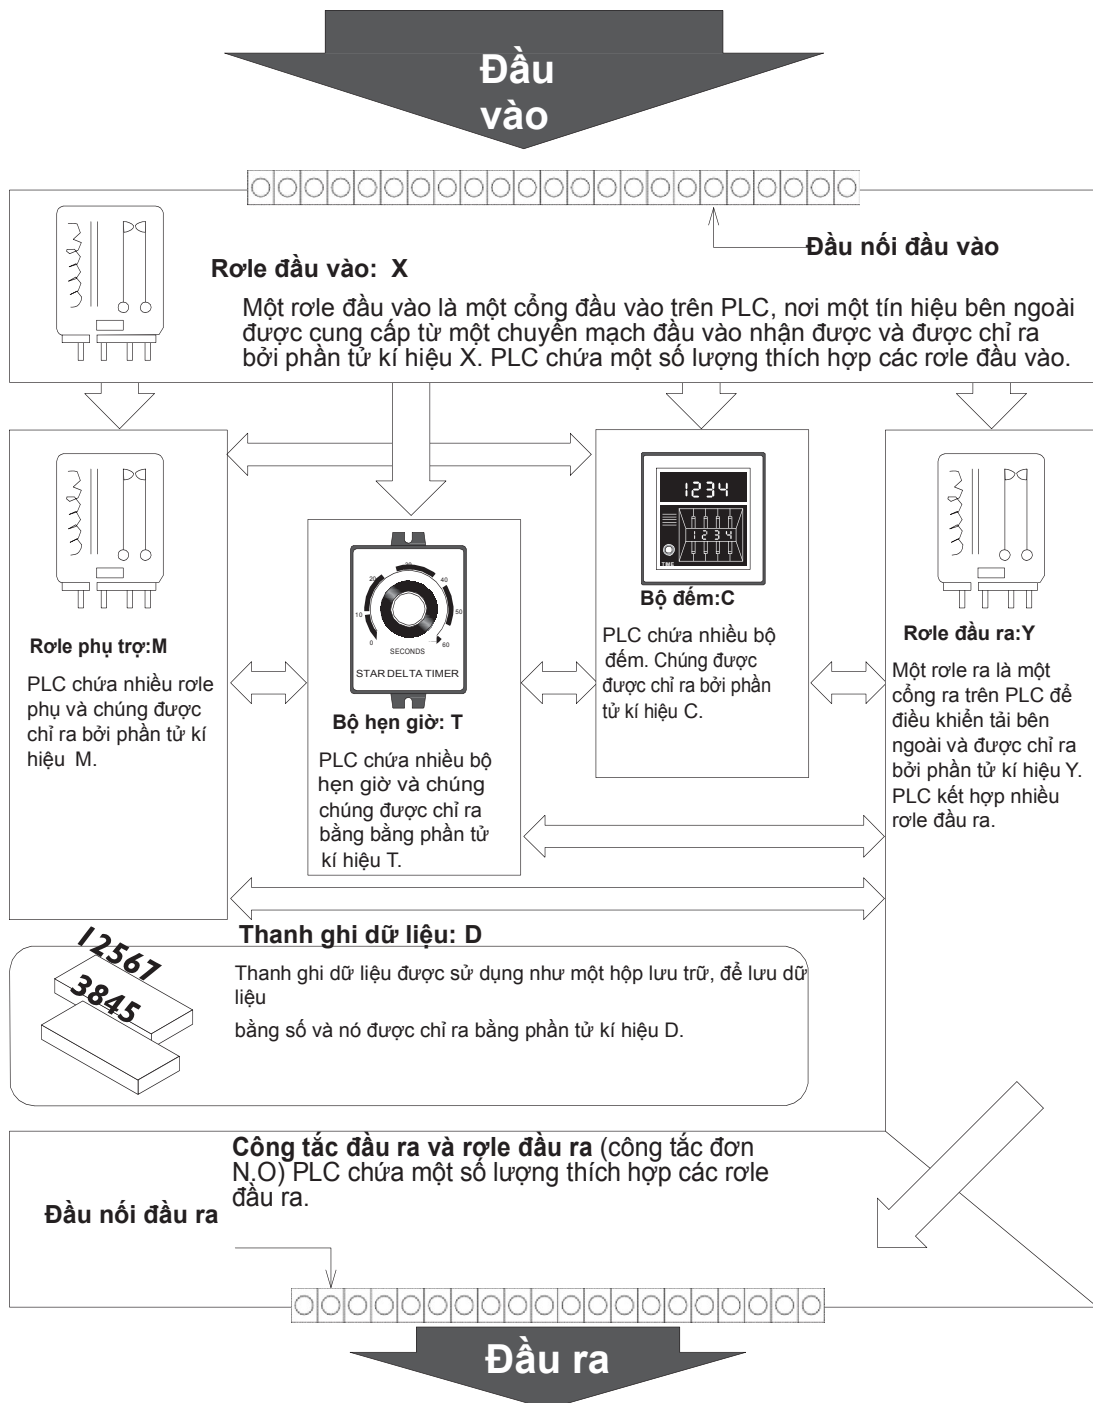 Đầu
vào
Đầu nối đầu vào
Rơle đầu vào: X
Một rơle đầu vào là một cổng đầu vào trên PLC, nơi một tín hiệu bên ngoài
được cung cấp từ một chuyển mạch đầu vào nhận được và được chỉ ra
bởi phần tử kí hiệu X. PLC chứa một số lượng thích hợp các rơle đầu vào.
Rơle phụ trợ:M
PLC chứa nhiều rơle
phụ và chúng được
chỉ ra bởi phần tử kí
hiệu M.
0
10
20
30
40
50
60
SECONDS
STAR DELTA TIMER
Bộ hẹn giờ: T
PLC chứa nhiều bộ
hẹn giờ và chúng
chúng được chỉ ra
bằng bằng phần tử
kí hiệu T.
1234
1234
TIME
Bộ đếm:C
PLC chứa nhiều bộ
đếm. Chúng được
được chỉ ra bởi phần
tử kí hiệu C.
Rơle đầu ra:Y
Một rơle ra là một
cổng ra trên PLC để
điều khiển tải bên
ngoài và được chỉ ra
bởi phần tử kí hiệu Y.
PLC kết hợp nhiều
rơle đầu ra.
Thanh ghi dữ liệu: D
12567
3845
Thanh ghi dữ liệu được sử dụng như một hộp lưu trữ, để lưu dữ
liệu
bằng số và nó được chỉ ra bằng phần tử kí hiệu D.
Công tắc đầu ra và rơle đầu ra (công tắc đơn
N.O) PLC chứa một số lượng thích hợp các rơle
đầu ra.
Đầu nối đầu ra
Đầu ra